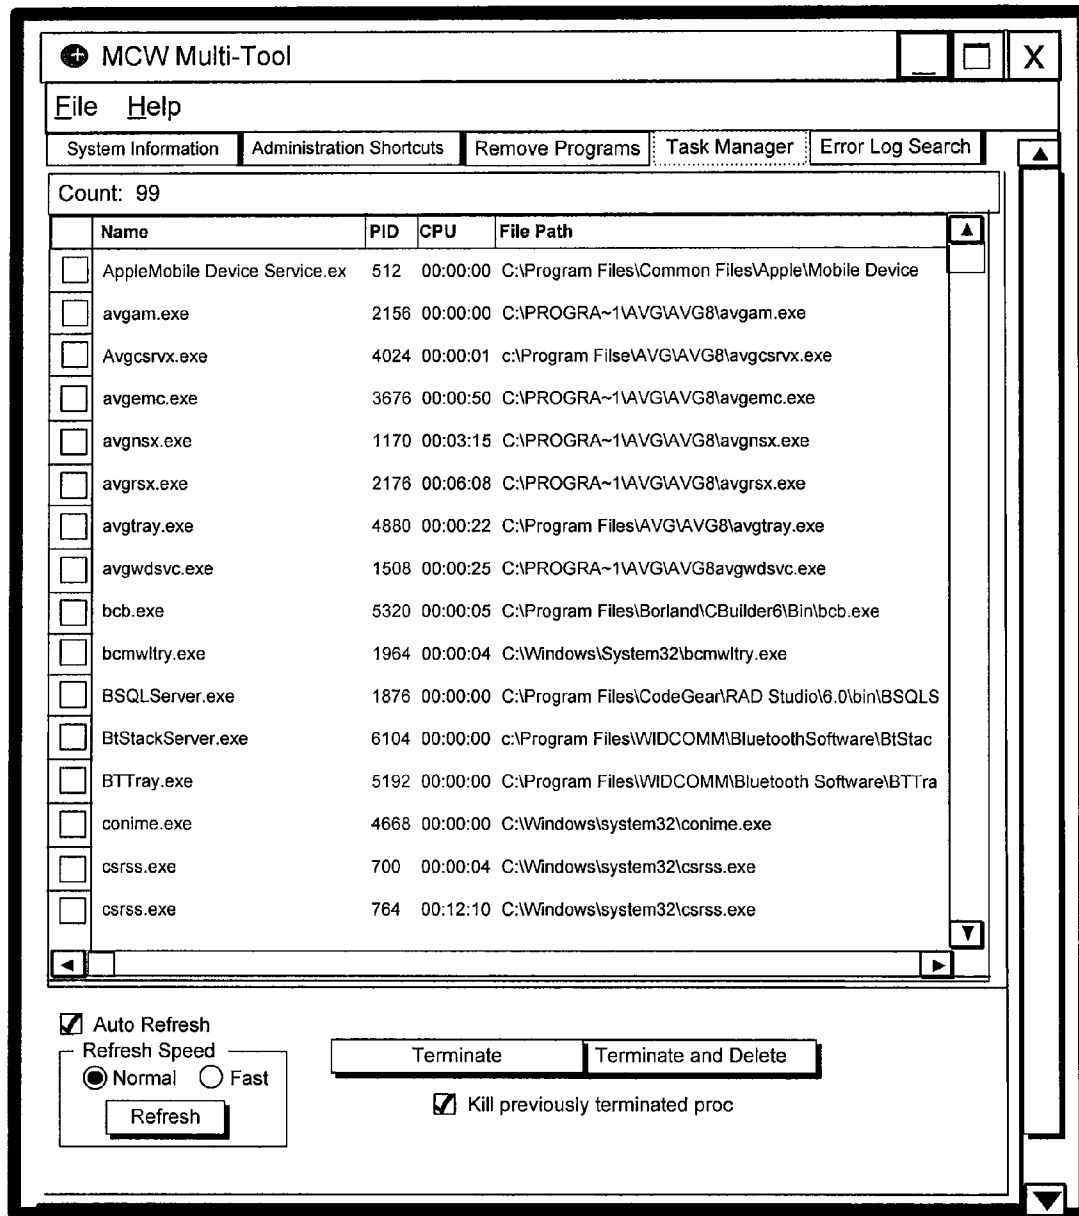 MCW Multi-Tool
X
File Help
System Information Administration Shortcuts Remove Programs Task Manager Error Log Search
Count: 99
Name PID CPU File Path
AppleMobile Device Service.ex 512 00:00:00 C:\Program Files\Common Files\Apple\Mobile Device
avgam.exe 2156 00:00:00 C:\PROGRA~1\AVG\AVG8\avgam.exe
Avgcsrvx.exe 4024 00:00:01 c:\Program Filse\AVG\AVG8\avgcsrvx.exe
avgemc.exe 3676 00:00:50 C:\PROGRA~1\AVG\AVG8\avgemc.exe
avgnsx.exe 1170 00:03:15 C:\PROGRA~1\AVG\AVG8\avgnsx.exe
avgrsx.exe 2176 00:06:08 C:\PROGRA~1\AVG\AVG8\avgrsx.exe
avgtray.exe 4880 00:00:22 C:\Program Files\AVG\AVG8\avgtray.exe
avgwdsvc.exe 1508 00:00:25 C:\PROGRA~1\AVG\AVG8avgwdsvc.exe
bcb.exe 5320 00:00:05 C:\Program Files\Borland\CBuilder6\Bin\bcb.exe
bcmwltry.exe 1964 00:00:04 C:\Windows\System32\bcmwltry.exe
BSQLServer.exe 1876 00:00:00 C:\Program Files\CodeGear\RAD Studio\6.0\bin\BSQLS
BtStackServer.exe 6104 00:00:00 c:\Program Files\WIDCOMM\BluetoothSoftware\BtStac
BTTray.exe 5192 00:00:00 C:\Program Files\WIDCOMM\Bluetooth Software\BTTra
conime.exe 4668 00:00:00 C:\Windows\system32\conime.exe
csrss.exe 700 00:00:04 C:\Windows\system32\csrss.exe
csrss.exe 764 00:12:10 C:\Windows\system32\csrss.exe
Auto Refresh
Refresh Speed
Normal Fast
Refresh
Terminate Terminate and Delete
Kill previously terminated proc